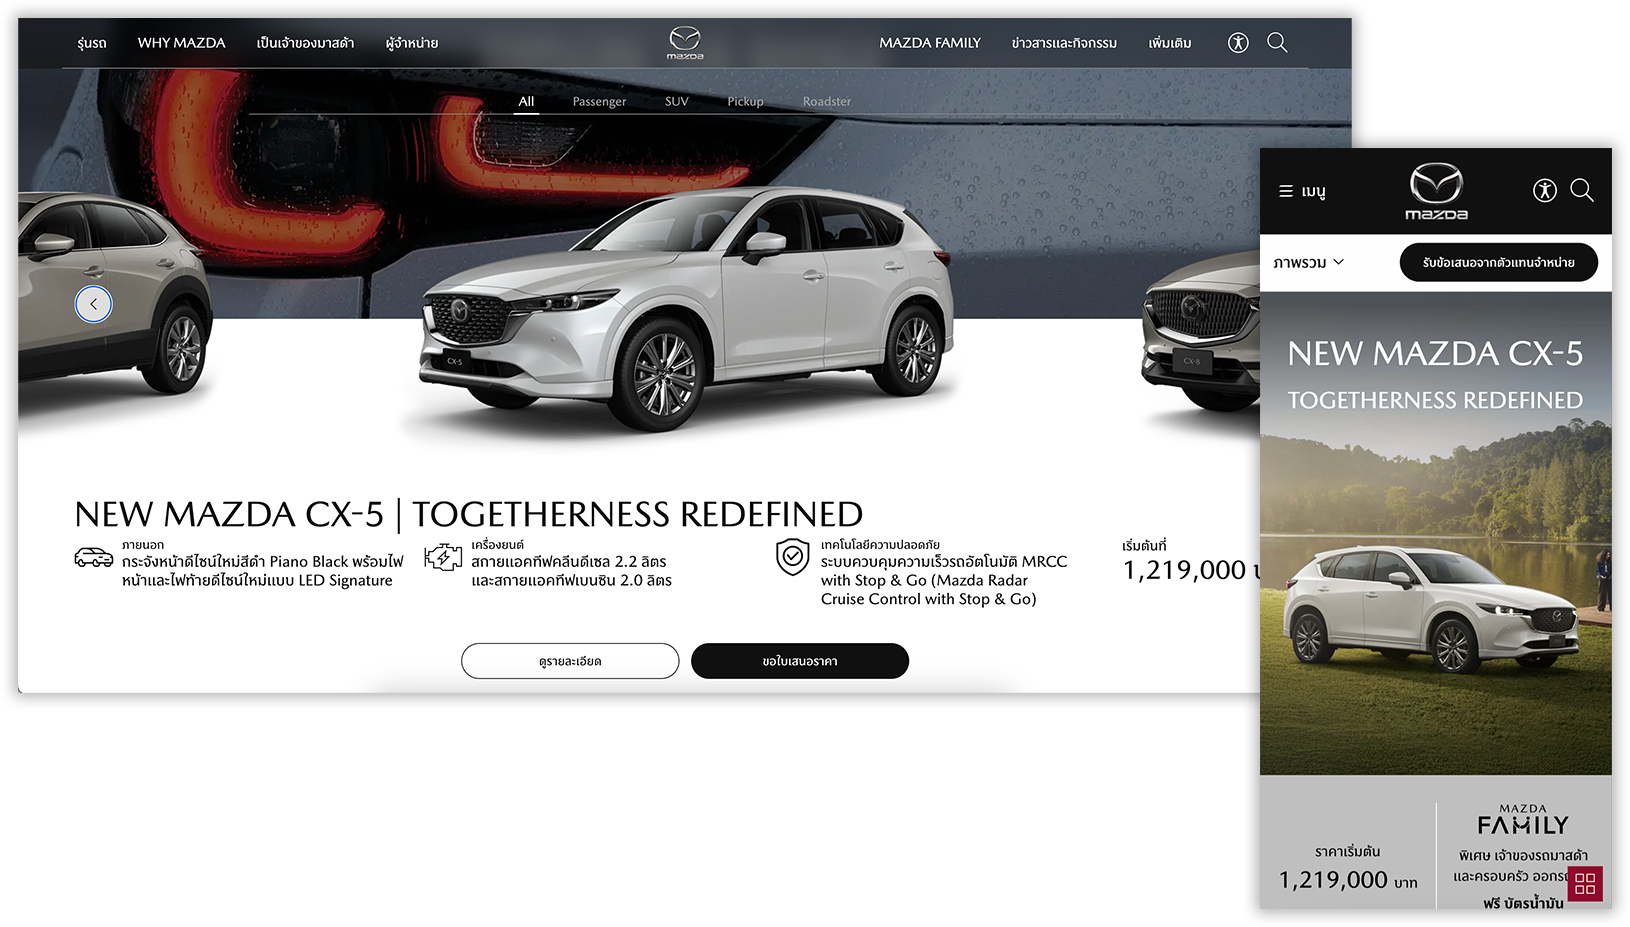 รุ่นรถ
WHY MAZDA
เป็นเจ้าของมาสด้า
ผู้จำหน่าย
mazda
MAZDA FAMILY
ข่าวสารและกิจกรรม
เพิ่มเติม
All
Passenger
SUV
Pickup
Roadster
CX-5
CX-8
NEW MAZDA CX-5 | TOGETHERNESS REDEFINED
ภายนอก
กระจังหน้าดีไซน์ใหม่สีดำ Piano Black พร้อมไฟ
หน้าและไฟท้ายดีไซน์ใหม่แบบ LED Signature
เครื่องยนต์
สกายแอคทีฟคลีนดีเซล 2.2 ลิตร
และสกายแอคทีฟเบนซิน 2.0 ลิตร
เทคโนโลยีความปลอดภัย
ระบบควบคุมความเร็วรถอัตโนมัติ MRCC
with Stop & Go (Mazda Radar
Cruise Control with Stop & Go)
เริ่มต้นที่
1,219,000
ดูรายละเอียด
ขอใบเสนอราคา
เมนู
mazda
ภาพรวม
รับข้อเสนอจากตัวแทนจำหน่าย
NEW MAZDA CX-5
TOGETHERNESS REDEFINED
ราคาเริ่มต้น
1,219,000 บาท
MAZDA
FAMILY
พิเศษ เจ้าของรถมาสด้า
และครอบครัว
ฟรี บัตรน้ำมัน